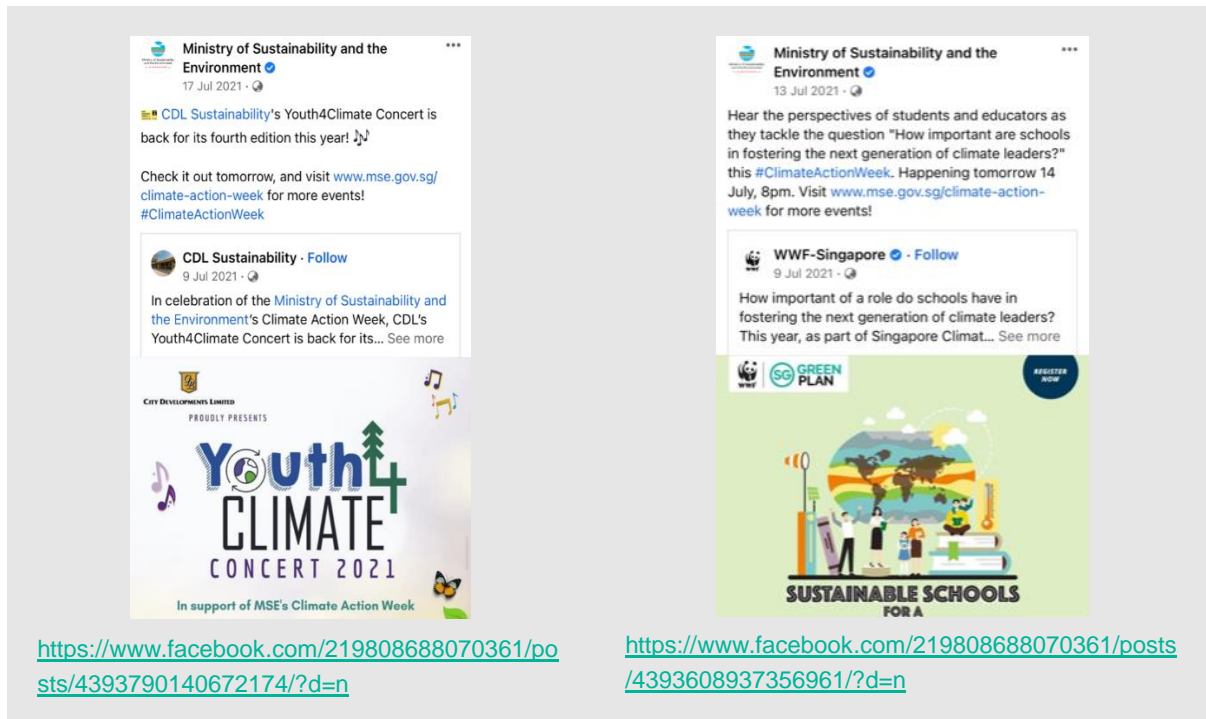 Ministry of Sustainability and the
Environment
17 Jul 2021 ·
CDL Sustainability's Youth4Climate Concert is
back for its fourth edition this year!
Check it out tomorrow, and visit www.mse.gov.sg/
climate-action-week for more events!
#ClimateActionWeek
CDL Sustainability · Follow
9 Jul 2021 ·
In celebration of the Ministry of Sustainability and
the Environment's Climate Action Week, CDL's
Youth4Climate Concert is back for its... See more
CITY DEVELOPMENTS LIMITED
PROUDLY PRESENTS
Youth4
CLIMATE
CONCERT 2021
In support of MSE's Climate Action Week
https://www.facebook.com/219808688070361/po
sts/4393790140672174/?d=n
Ministry of Sustainability and the
Environment
13 Jul 2021 ·
Hear the perspectives of students and educators as
they tackle the question "How important are schools
in fostering the next generation of climate leaders?"
this #ClimateActionWeek. Happening tomorrow 14
July, 8pm. Visit www.mse.gov.sg/climate-action-
week for more events!
WWF-Singapore · Follow
9 Jul 2021 ·
How important of a role do schools have in
fostering the next generation of climate leaders?
This year, as part of Singapore Climat... See more
WWF
SG GREEN
PLAN
REGISTER
NOW
SUSTAINABLE SCHOOLS
FOR A
https://www.facebook.com/219808688070361/posts
/4393608937356961/?d=n